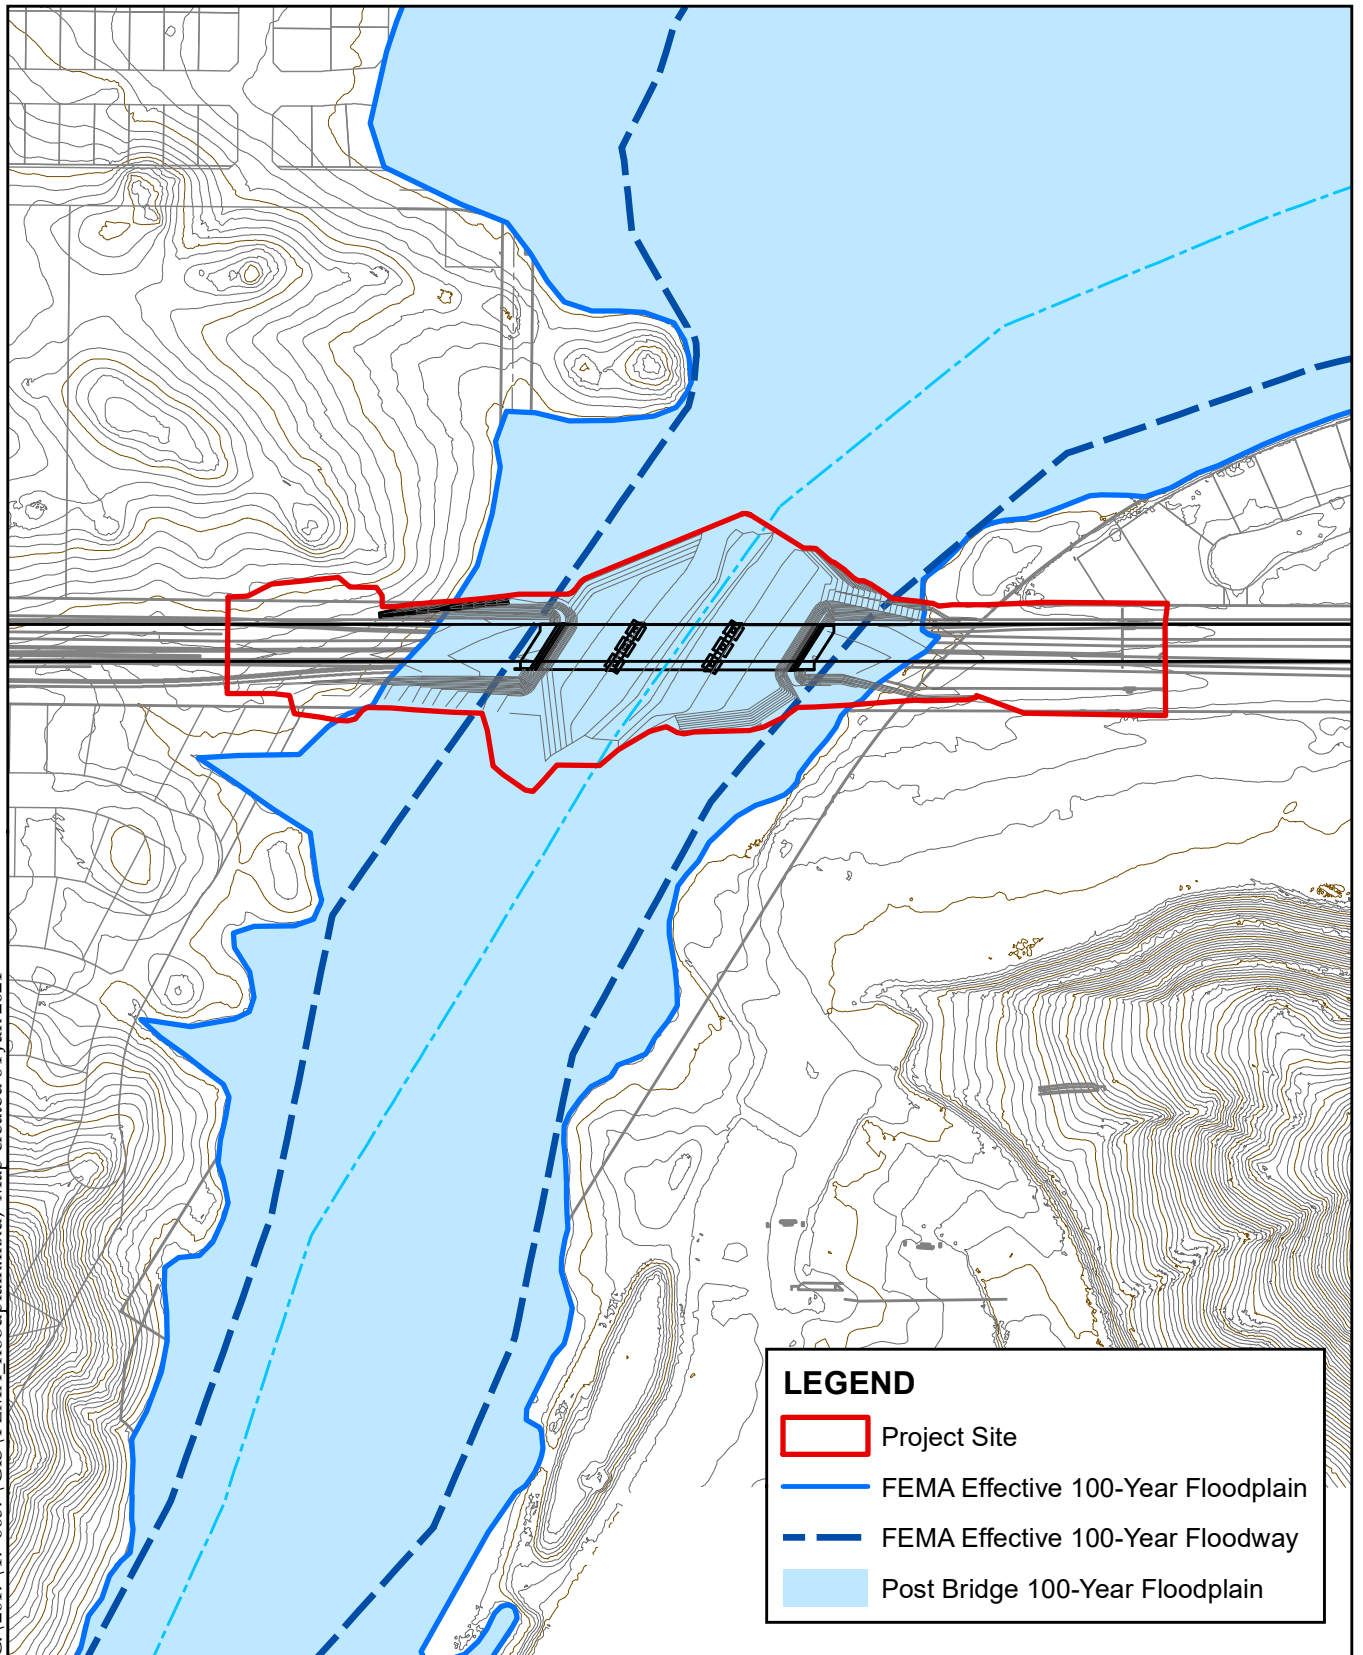 LEGEND
Project Site
FEMA Effective 100-Year Floodplain
FEMA Effective 100-Year Floodway
Post Bridge 100-Year Floodplain